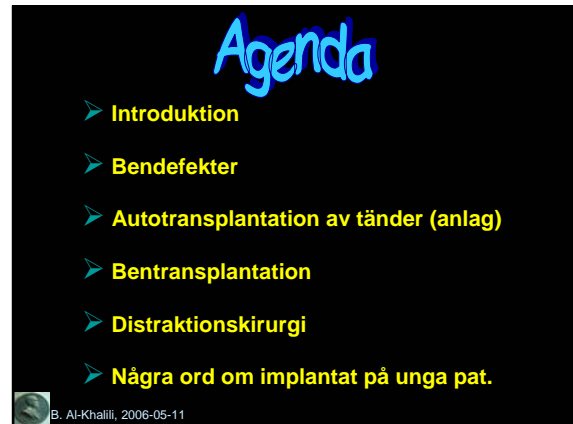 Agenda
Introduktion
Bendefekter
Autotransplantation av tänder (anlag)
Bentransplantation
Distraktionskirurgi
Några ord om implantat på unga pat.
B. Al-Khalili, 2006-05-11